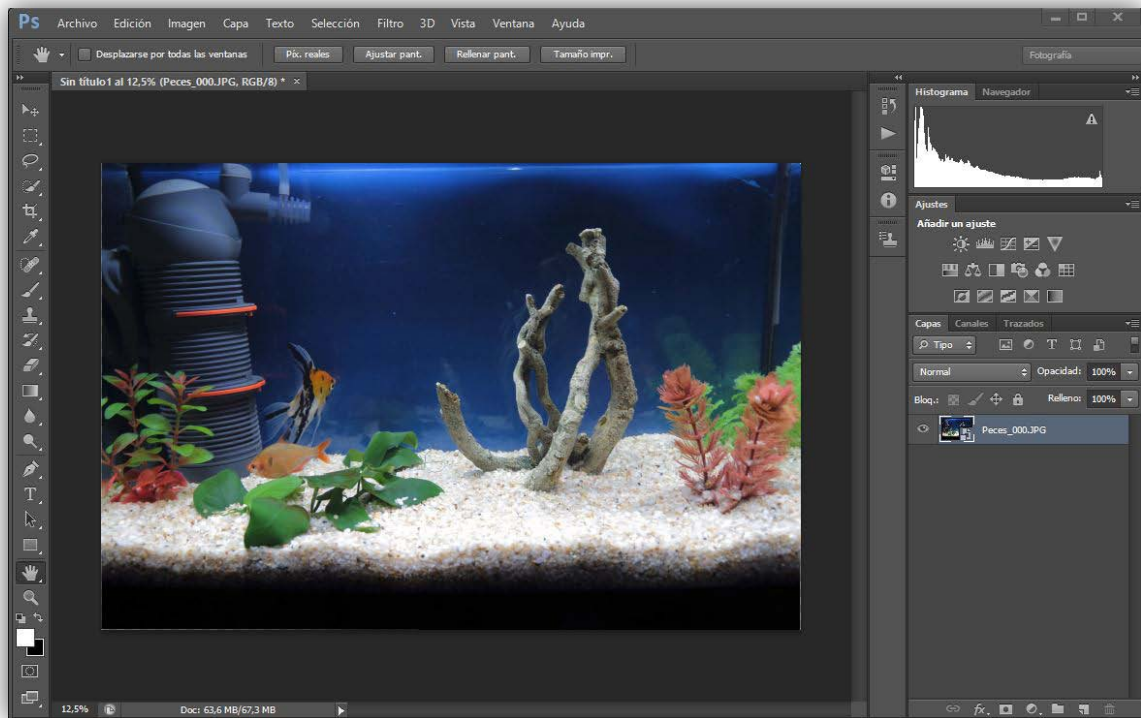 Ps Archivo Edición Imagen Capa Texto Selección Filtro 3D Vista Ventana Ayuda
Desplazarse por todas las ventanas Píx. reales Ajustar pant. Rellenar pant. Tamaño impr. Fotografía
Sin título1 al 12,5% (Peces_000.JPG, RGB/8) * ×
Histograma Navegador
Ajustes
Añadir un ajuste
Capas Canales Trazados
Tipo
Normal Opacidad: 100%
Bloq.: Relleno: 100%
Peces_000.JPG
12,5% Doc: 63,6 MB/67,3 MB